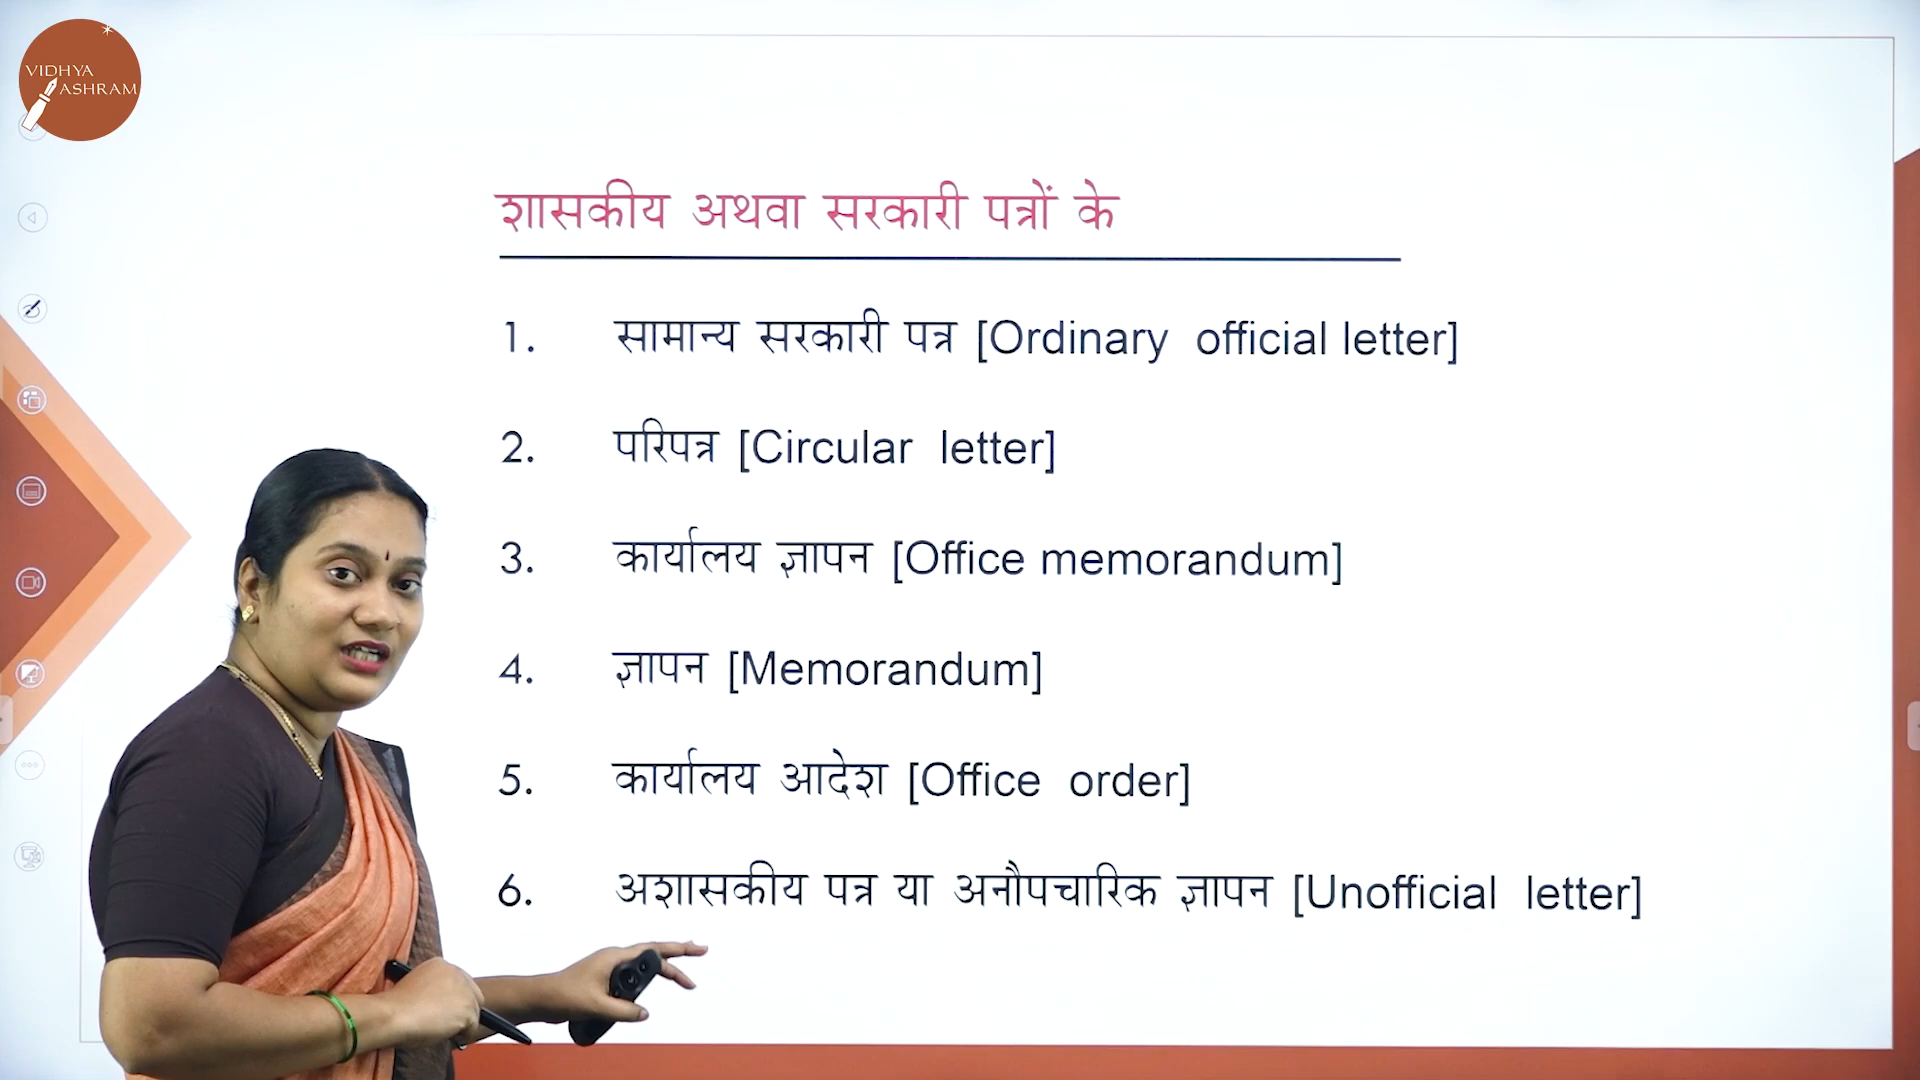 VIDHYA
ASHRAM
शासकीय अथवा सरकारी पत्रों के
1. सामान्य सरकारी पत्र [Ordinary official letter]
2. परिपत्र [Circular letter]
3. कार्यालय ज्ञापन [Office memorandum]
4. ज्ञापन [Memorandum]
5. कार्यालय आदेश [Office order]
6. अशासकीय पत्र या अनौपचारिक ज्ञापन [Unofficial letter]